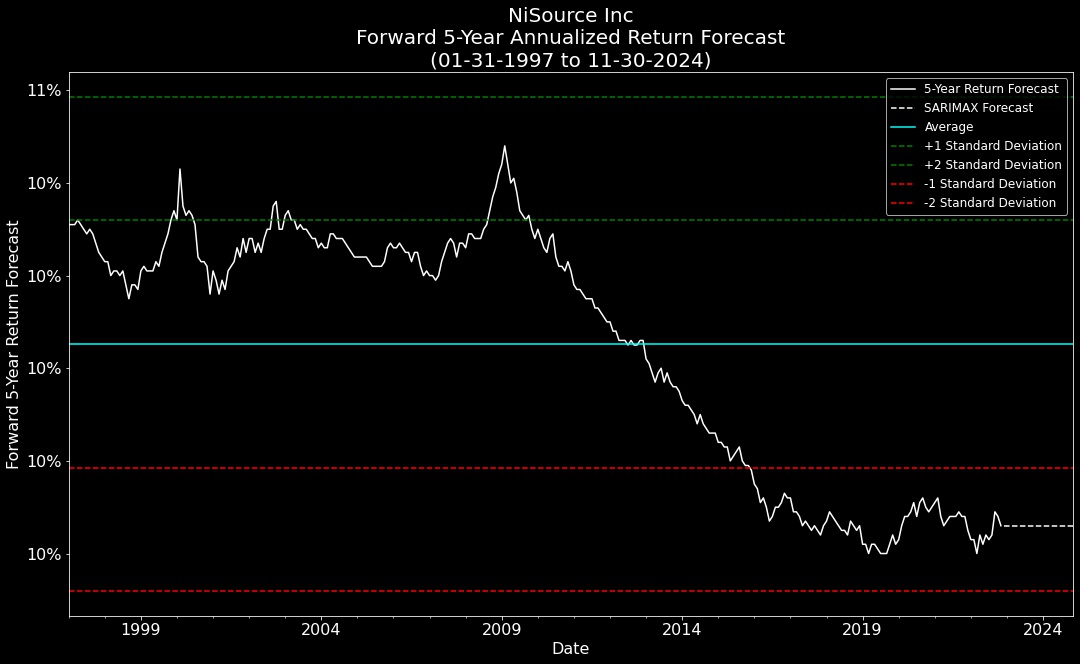 NiSource Inc
Forward 5-Year Annualized Return Forecast
(01-31-1997 to 11-30-2024)
5-Year Return Forecast
SARIMAX Forecast
Average
+1 Standard Deviation
+2 Standard Deviation
-1 Standard Deviation
-2 Standard Deviation
Forward 5-Year Return Forecast
11%
10%
10%
10%
10%
10%
1999
2004
2009
2014
2019
2024
Date